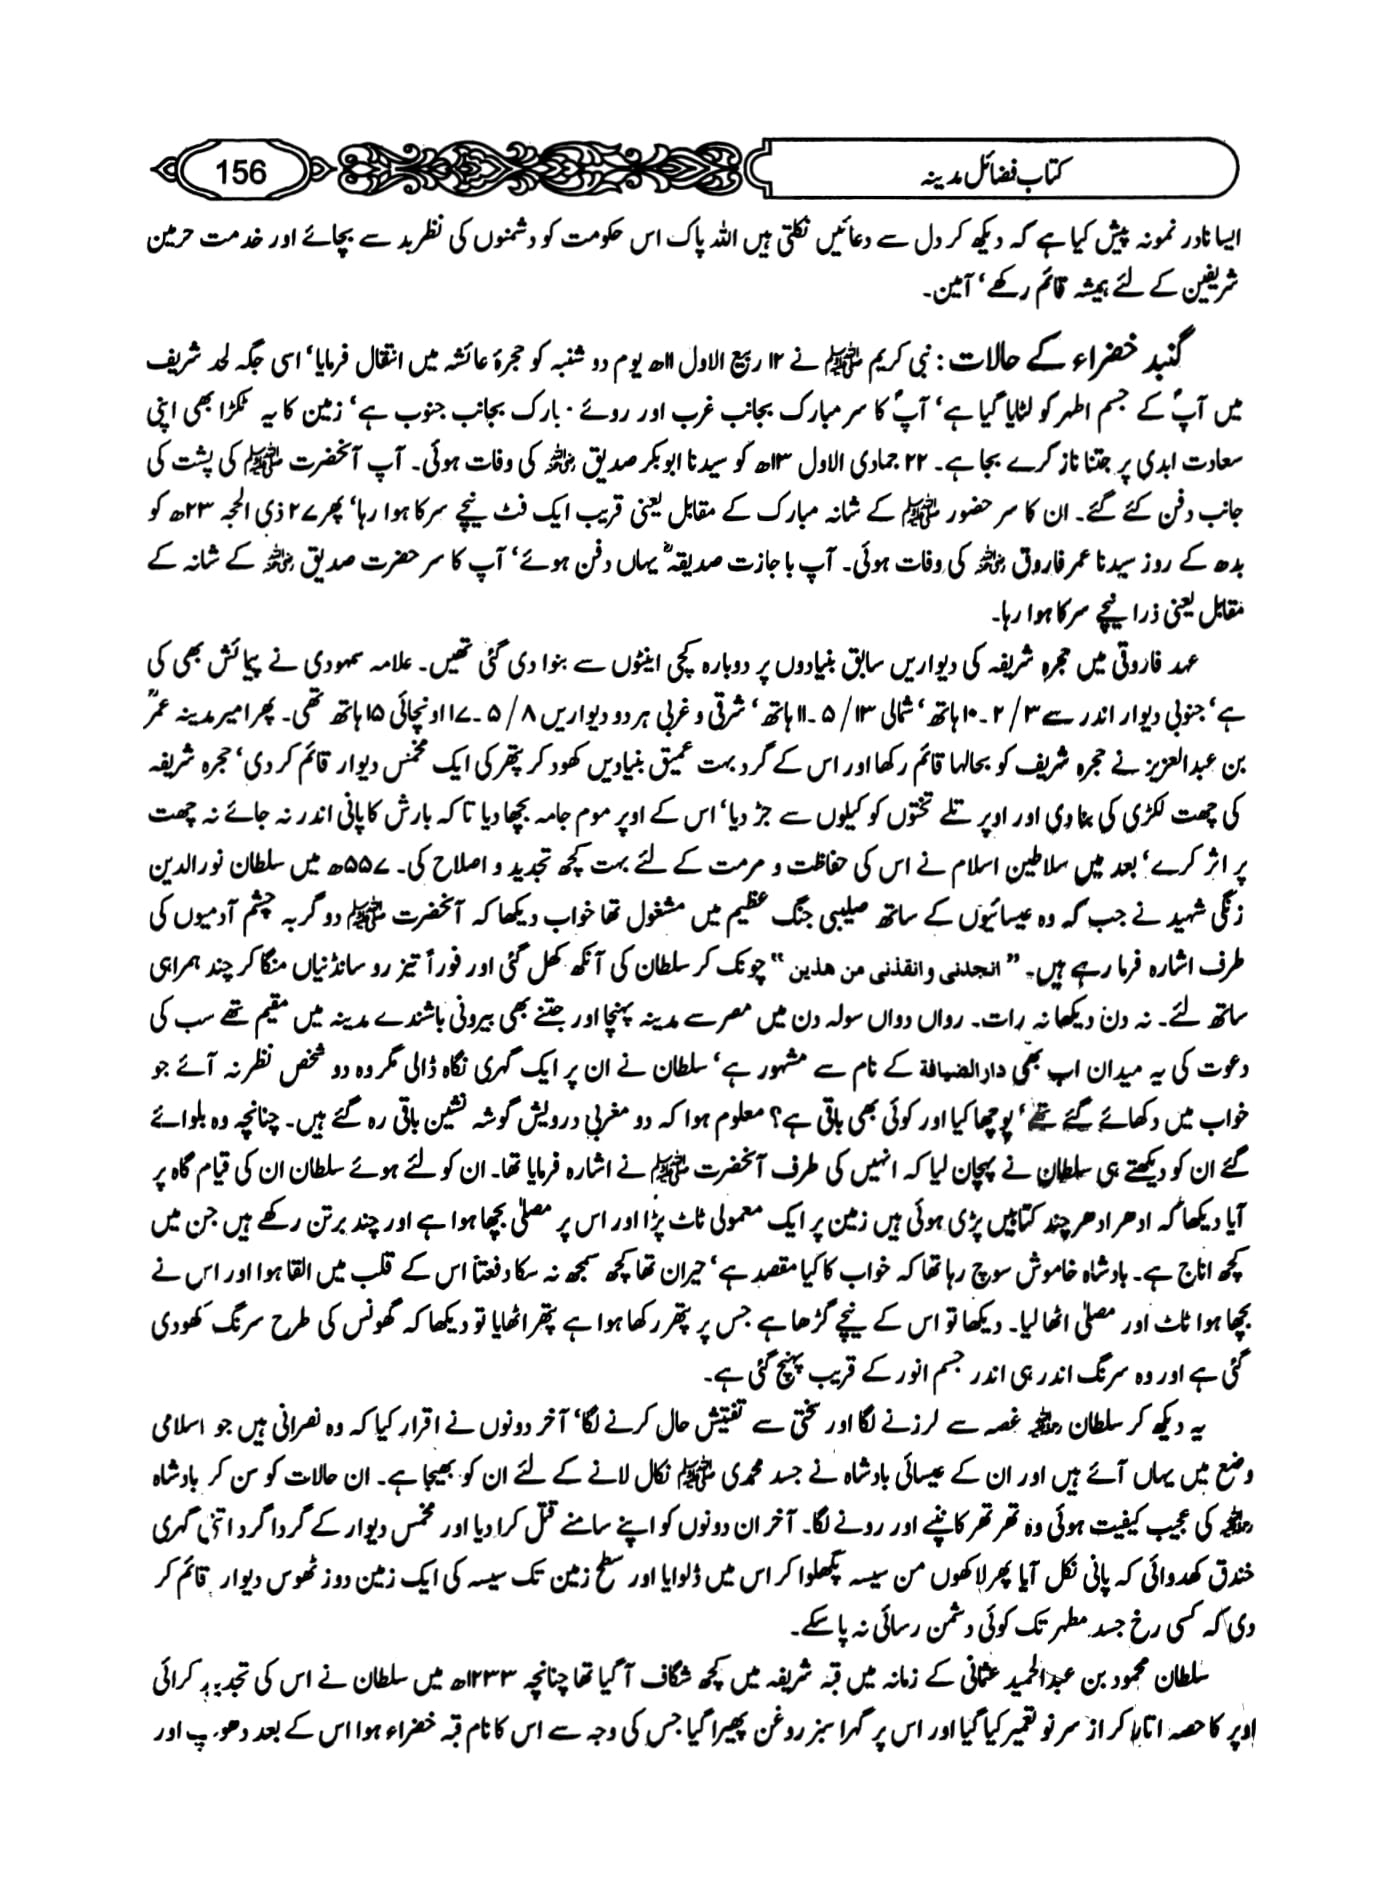 156
کتاب فضائل مدینہ
ایسا نادر نمونہ پیش کیا ہے کہ دیکھ کر دل سے دعائیں نکلتی ہیں اللہ پاک اس حکومت کو دشمنوں کی نظر بد سے بچائے اور خدمت حرمین
شریفین کے لئے ہمیشہ قائم رکھے‘ آمین۔
گنبد خضراء کے حالات : نبی کریم ﷺ نے ۱۲ ربیع الاول ۱۱ھ یوم دو شنبہ کو حجرۂ عائشہ میں انتقال فرمایا‘ اسی جگہ لحد شریف
میں آپؐ کے جسم اطہر کو لٹایا گیا ہے‘ آپؐ کا سر مبارک بجانب غرب اور روئے بارک بجانب جنوب ہے‘ زمین کا یہ ٹکڑا بھی اپنی
سعادت ابدی پر جتنا ناز کرے بجا ہے۔ ۲۲ جمادی الاول ۱۳ھ کو سیدنا ابوبکر صدیق رضی اللہ عنہ کی وفات ہوئی۔ آپ آنحضرت ﷺ کی پشت کی
جانب دفن کئے گئے۔ ان کا سر حضور ﷺ کے شانہ مبارک کے مقابل یعنی قریب ایک فٹ نیچے سرکا ہوا رہا‘ پھر ۲۷ ذی الحجہ ۲۳ھ کو
بدھ کے روز سیدنا عمر فاروق رضی اللہ عنہ کی وفات ہوئی۔ آپ باجازت صدیقہؓ یہاں دفن ہوئے‘ آپ کا سر حضرت صدیق رضی اللہ عنہ کے شانہ کے
مقابل یعنی ذرا نیچے سرکا ہوا رہا۔
عہد فاروقی میں حجرہ شریفہ کی دیواریں سابق بنیادوں پر دوبارہ کچی اینٹوں سے بنوا دی گئی تھیں۔ علامہ سمہودی نے پیمائش بھی کی
ہے‘ جنوبی دیوار اندر سے ۲/۳ ۔ ۱۰ ہاتھ‘ شمالی ۵/۱۳ ۔ ۱۱ ہاتھ‘ شرقی و غربی ہر دو دیواریں ۵/۸ ۔ ۱۷ اونچائی ۱۵ ہاتھ تھی۔ پھر امیر مدینہ عمرؒ
بن عبدالعزیز نے حجرہ شریف کو بحالہا قائم رکھا اور اس کے گرد بہت عمیق بنیادیں کھود کر پتھر کی ایک مخمس دیوار قائم کر دی‘ حجرہ شریفہ
کی چھت لکڑی کی بنا دی اور اوپر تلے تختوں کو کیلوں سے جڑ دیا‘ اس کے اوپر موم جامہ بچھا دیا تا کہ بارش کا پانی اندر نہ جائے نہ چھت
پر اثر کرے‘ بعد میں سلاطین اسلام نے اس کی حفاظت و مرمت کے لئے بہت کچھ تجدید و اصلاح کی۔ ۵۵۷ھ میں سلطان نورالدین
زنگی شہید نے جب کہ وہ عیسائیوں کے ساتھ صلیبی جنگ عظیم میں مشغول تھا خواب دیکھا کہ آنحضرت ﷺ دو گربہ چشم آدمیوں کی
طرف اشارہ فرما رہے ہیں۔ ” انجدنی وانقذنی من ھذین “ چونک کر سلطان کی آنکھ کھل گئی اور فوراً تیز رو سانڈنیاں منگا کر چند ہمراہی
ساتھ لئے۔ نہ دن دیکھا نہ رات۔ رواں دواں سولہ دن میں مصر سے مدینہ پہنچا اور جتنے بھی بیرونی باشندے مدینہ میں مقیم تھے سب کی
دعوت کی یہ میدان اب بھی دارالضیافۃ کے نام سے مشہور ہے‘ سلطان نے ان پر ایک گہری نگاہ ڈالی مگر وہ دو شخص نظر نہ آئے جو
خواب میں دکھائے گئے تھے‘ پوچھا کیا اور کوئی بھی باقی ہے؟ معلوم ہوا کہ دو مغربی درویش گوشہ نشین باقی رہ گئے ہیں۔ چنانچہ وہ بلوائے
گئے ان کو دیکھتے ہی سلطان نے پہچان لیا کہ انہیں کی طرف آنحضرت ﷺ نے اشارہ فرمایا تھا۔ ان کو لئے ہوئے سلطان ان کی قیام گاہ پر
آیا دیکھا کہ ادھر ادھر چند کتابیں پڑی ہوئی ہیں زمین پر ایک معمولی ٹاٹ پڑا اور اس پر مصلیٰ بچھا ہوا ہے اور چند برتن رکھے ہیں جن میں
کچھ اناج ہے۔ بادشاہ خاموش سوچ رہا تھا کہ خواب کا کیا مقصد ہے‘ حیران تھا کچھ سمجھ نہ سکا دفعتاً اس کے قلب میں القا ہوا اور اس نے
بچھا ہوا ٹاٹ اور مصلیٰ اٹھا لیا۔ دیکھا تو اس کے نیچے گڑھا ہے جس پر پتھر رکھا ہوا ہے پتھر اٹھایا تو دیکھا کہ گھونس کی طرح سرنگ کھودی
گئی ہے اور وہ سرنگ اندر ہی اندر جسم انور کے قریب پہنچ گئی ہے۔
یہ دیکھ کر سلطان رحمہ اللہ غصہ سے لرزنے لگا اور سختی سے تفتیش حال کرنے لگا‘ آخر دونوں نے اقرار کیا کہ وہ نصرانی ہیں جو اسلامی
وضع میں یہاں آئے ہیں اور ان کے عیسائی بادشاہ نے جسد محمدی ﷺ نکال لانے کے لئے ان کو بھیجا ہے۔ ان حالات کو سن کر بادشاہ
رحمہ اللہ کی عجیب کیفیت ہوئی وہ تھر تھر کانپنے اور رونے لگا۔ آخر ان دونوں کو اپنے سامنے قتل کرا دیا اور مخمس دیوار کے گردا گرد اتنی گہری
خندق کھدوائی کہ پانی نکل آیا پھر لاکھوں من سیسہ پگھلوا کر اس میں ڈلوایا اور سطح زمین تک سیسہ کی ایک زمین دوز ٹھوس دیوار قائم کر
دی کہ کسی رخ جسد مطہر تک کوئی دشمن رسائی نہ پا سکے۔
سلطان محمود بن عبدالحمید عثمانی کے زمانہ میں قبہ شریفہ میں کچھ شگاف آگیا تھا چنانچہ ۱۲۳۳ھ میں سلطان نے اس کی تجدید کرائی
اوپر کا حصہ اتار کر از سر نو تعمیر کیا گیا اور اس پر گہرا سبز روغن پھیرا گیا جس کی وجہ سے اس کا نام قبہ خضراء ہوا اس کے بعد دھوپ اور